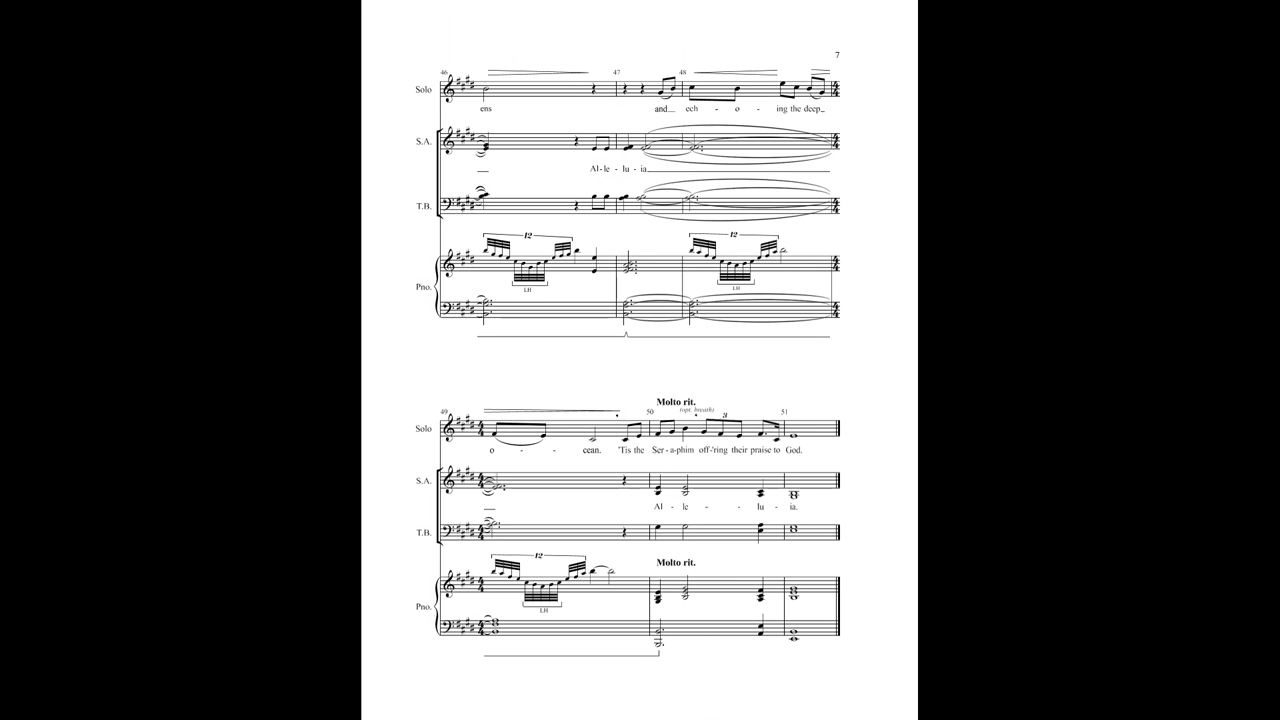 7
46 47 48
Solo
ens and ech - o - ing the deep
S.A.
Al - le - lu - ia
T.B.
12 12
Pno.
LH LH
Molto rit.
49 50 (opt. breath) 51
3
Solo
o - - - cean. 'Tis the Ser - a-phim off-'ring their praise to God.
S.A.
Al - le - - lu - ia.
T.B.
12 Molto rit.
Pno.
LH